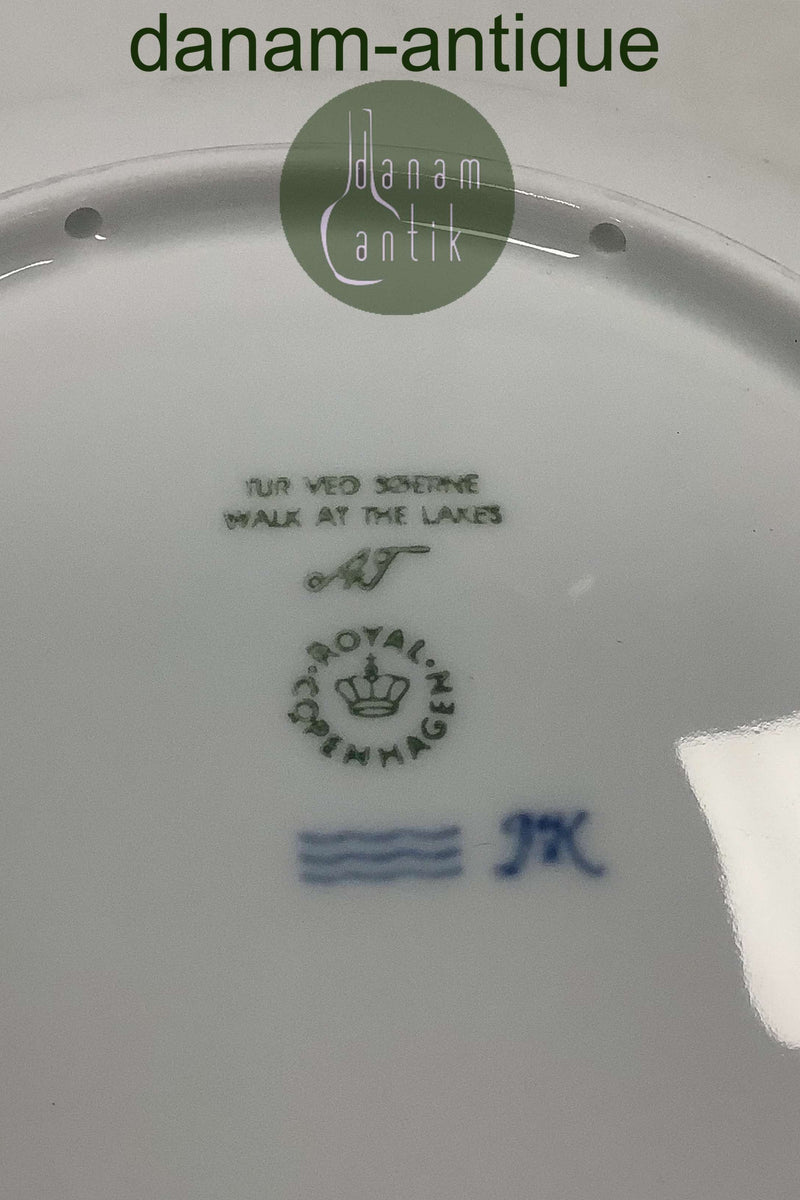 danam-antique
danam
antik
TUR VED SØERNE
WALK AT THE LAKES
AT
ROYAL
COPENHAGEN